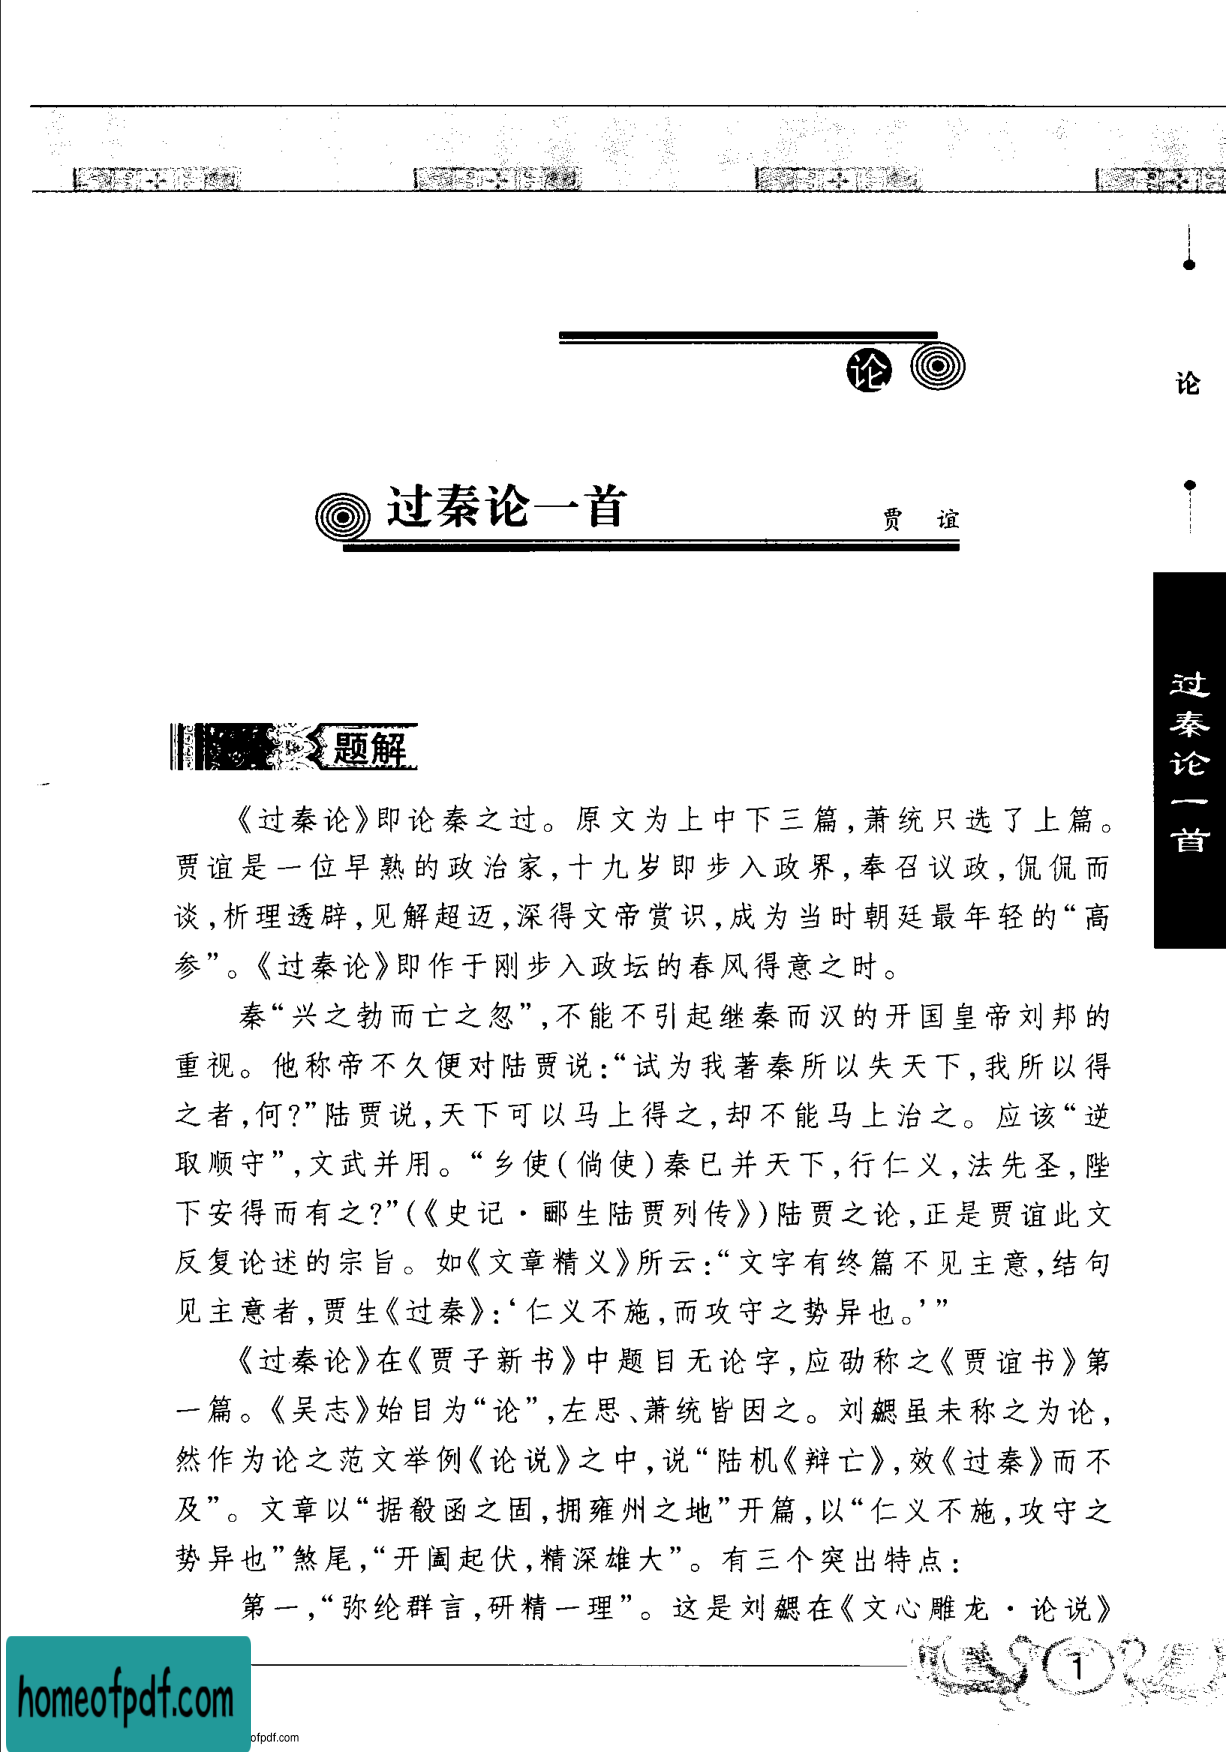 论
论
过秦论一首
贾 谊
过秦论一首
题解
《过秦论》即论秦之过。原文为上中下三篇,萧统只选了上篇。
贾谊是一位早熟的政治家,十九岁即步入政界,奉召议政,侃侃而
谈,析理透辟,见解超迈,深得文帝赏识,成为当时朝廷最年轻的“高
参”。《过秦论》即作于刚步入政坛的春风得意之时。
秦“兴之勃而亡之忽”,不能不引起继秦而汉的开国皇帝刘邦的
重视。他称帝不久便对陆贾说:“试为我著秦所以失天下,我所以得
之者,何?”陆贾说,天下可以马上得之,却不能马上治之。应该“逆
取顺守”,文武并用。“乡使(倘使)秦已并天下,行仁义,法先圣,陛
下安得而有之?”(《史记·郦生陆贾列传》)陆贾之论,正是贾谊此文
反复论述的宗旨。如《文章精义》所云:“文字有终篇不见主意,结句
见主意者,贾生《过秦》:‘仁义不施,而攻守之势异也。’”
《过秦论》在《贾子新书》中题目无论字,应劭称之《贾谊书》第
一篇。《吴志》始目为“论”,左思、萧统皆因之。刘勰虽未称之为论,
然作为论之范文举例《论说》之中,说“陆机《辩亡》,效《过秦》而不
及”。文章以“据殽函之固,拥雍州之地”开篇,以“仁义不施,攻守之
势异也”煞尾,“开阖起伏,精深雄大”。有三个突出特点:
第一,“弥纶群言,研精一理”。这是刘勰在《文心雕龙·论说》
1
homeofpdf.com
ofpdf.com